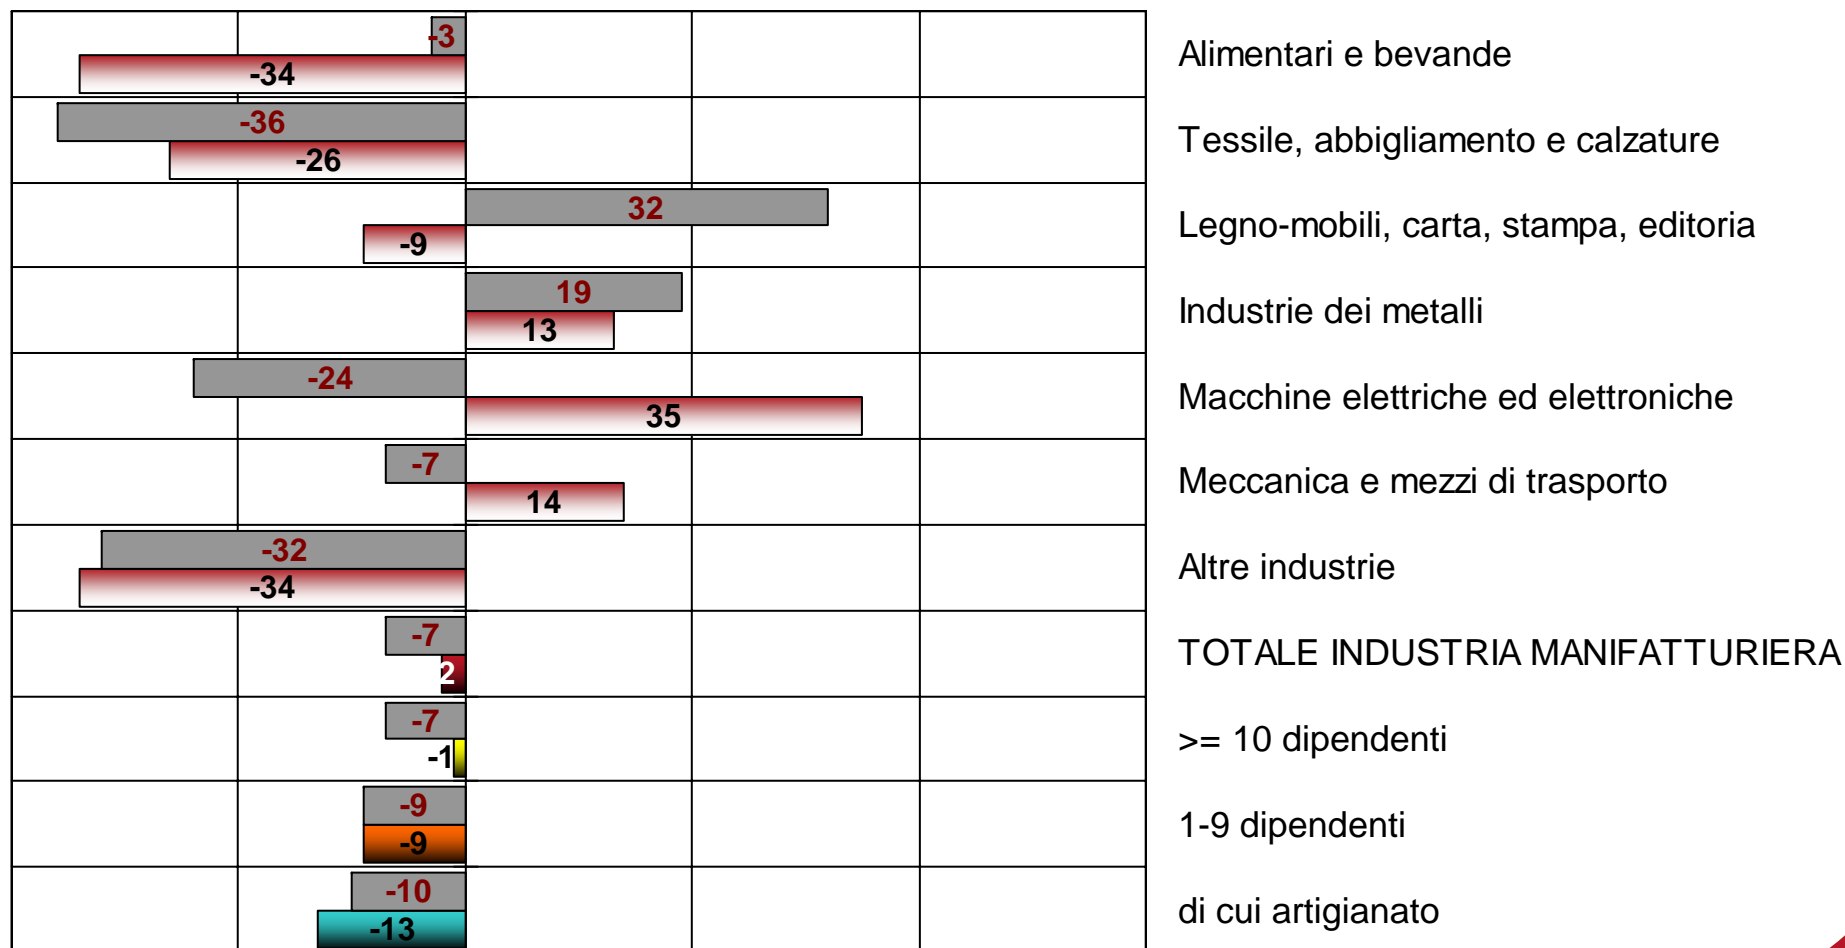 -3
Alimentari e bevande
-34
-36
Tessile, abbigliamento e calzature
-26
32
Legno-mobili, carta, stampa, editoria
-9
19
Industrie dei metalli
13
-24
Macchine elettriche ed elettroniche
35
-7
Meccanica e mezzi di trasporto
14
-32
Altre industrie
-34
-7
TOTALE INDUSTRIA MANIFATTURIERA
-2
-7
>= 10 dipendenti
-1
-9
1-9 dipendenti
-9
-10
di cui artigianato
-13